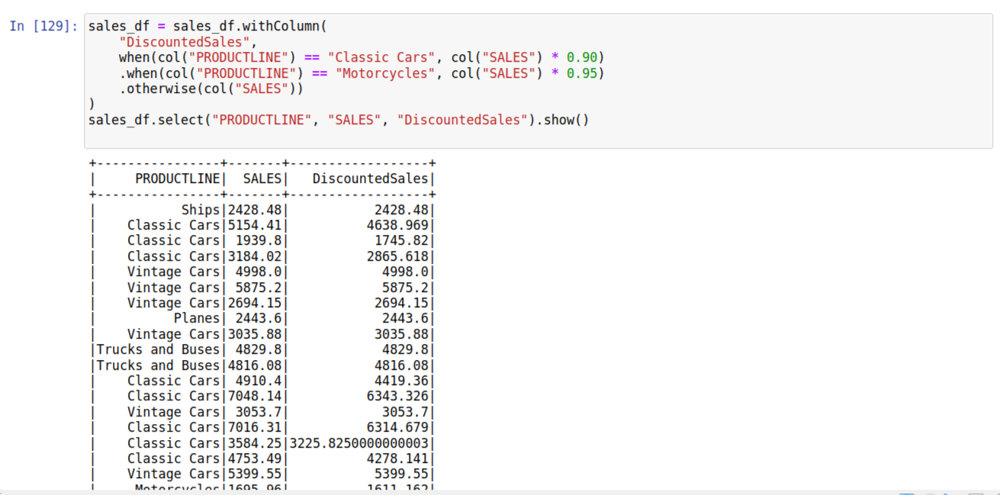 In [129]: sales_df = sales_df.withColumn(
    "DiscountedSales",
    when(col("PRODUCTLINE") == "Classic Cars", col("SALES") * 0.90)
    .when(col("PRODUCTLINE") == "Motorcycles", col("SALES") * 0.95)
    .otherwise(col("SALES"))
)
sales_df.select("PRODUCTLINE", "SALES", "DiscountedSales").show()
+----------------+-------+------------------+
|     PRODUCTLINE|  SALES|   DiscountedSales|
+----------------+-------+------------------+
|           Ships|2428.48|           2428.48|
|    Classic Cars|5154.41|          4638.969|
|    Classic Cars| 1939.8|           1745.82|
|    Classic Cars|3184.02|          2865.618|
|    Vintage Cars| 4998.0|            4998.0|
|    Vintage Cars| 5875.2|            5875.2|
|    Vintage Cars|2694.15|           2694.15|
|          Planes| 2443.6|            2443.6|
|    Vintage Cars|3035.88|           3035.88|
|Trucks and Buses| 4829.8|            4829.8|
|Trucks and Buses|4816.08|           4816.08|
|    Classic Cars| 4910.4|           4419.36|
|    Classic Cars|7048.14|          6343.326|
|    Vintage Cars| 3053.7|            3053.7|
|    Classic Cars|7016.31|          6314.679|
|    Classic Cars|3584.25|3225.8250000000003|
|    Classic Cars|4753.49|          4278.141|
|    Vintage Cars|5399.55|           5399.55|
|     Motorcycles|1695.96|          1611.162|